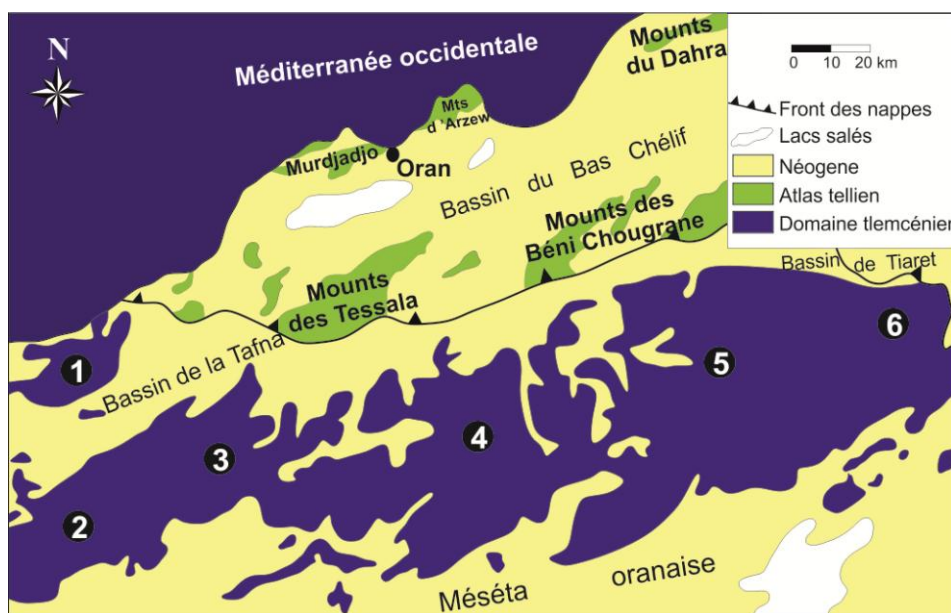 N
Méditerranée occidentale
Mounts
du Dahra
0 10 20 km
Front des nappes
Lacs salés
Néogene
Atlas tellien
Domaine tlemcénien
Mts
d 'Arzew
Murdjadjo
Oran
Bassin du Bas Chélif
Mounts des
Béni Chougrane
Bassin de Tiaret
Mounts
des Tessala
Bassin de la Tafna
1
2
3
4
5
6
Méséta oranaise